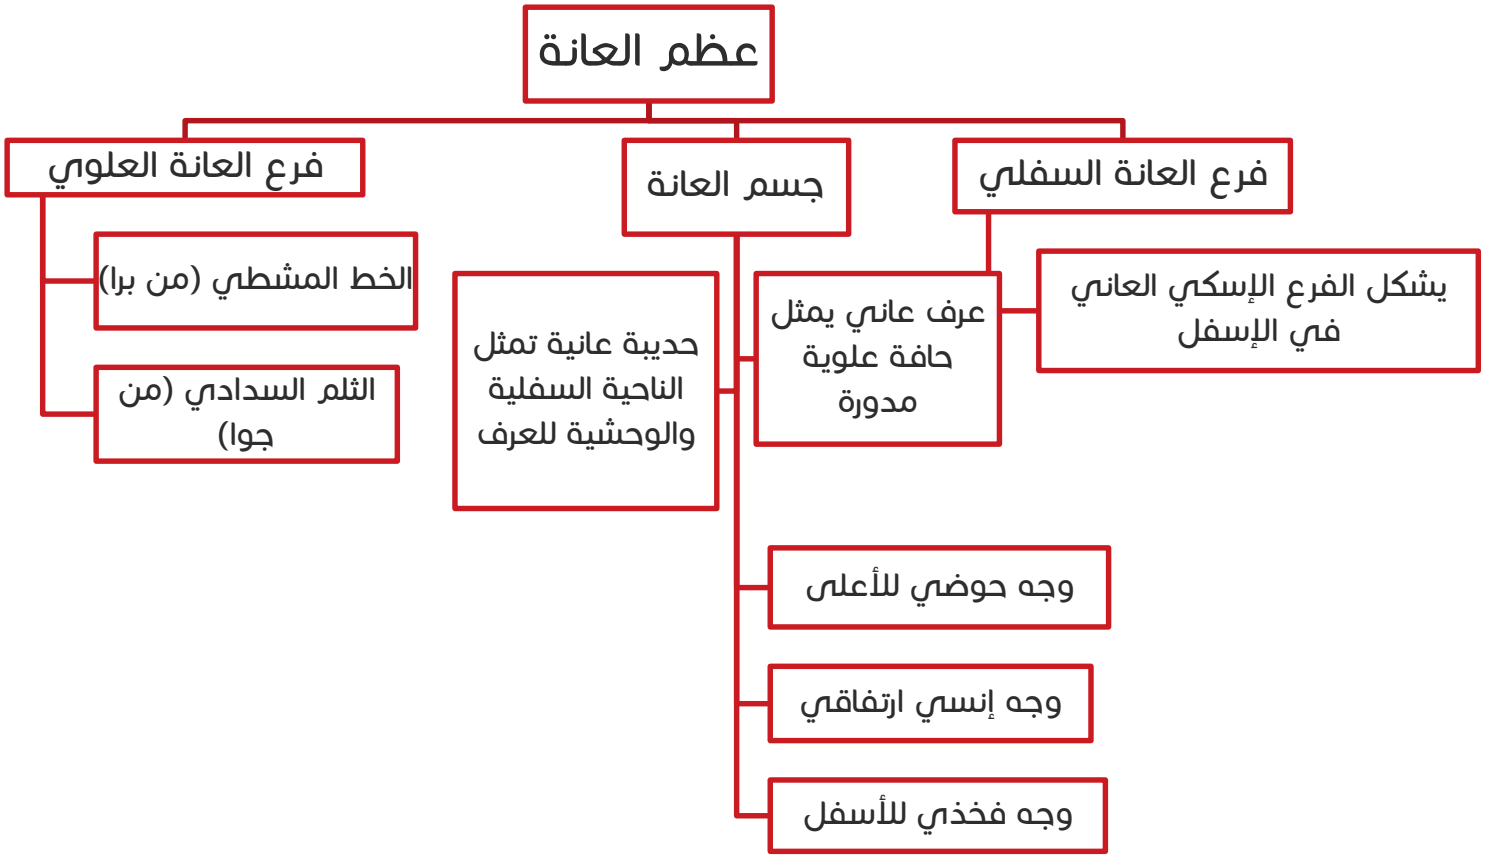 عظم العانة
فرع العانة السفلي
يشكل الفرع الإسكي العاني
في الإسفل
جسم العانة
عرف عاني يمثل
حافة علوية
مدورة
حديبة عانية تمثل
الناحية السفلية
والوحشية للعرف
وجه حوضي للأعلى
وجه إنسي ارتفاقي
وجه فخذي للأسفل
فرع العانة العلوي
الخط المشطي (من برا)
الثلم السدادي (من
جوا)